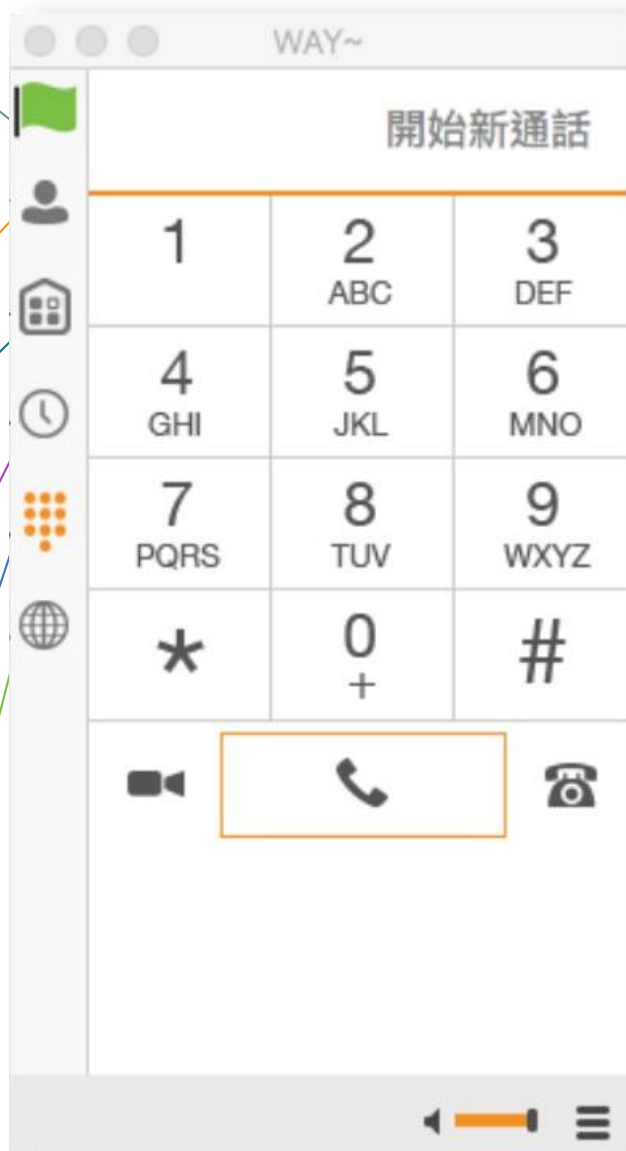 WAY~
開始新通話
1 2 3
ABC DEF
4 5 6
GHI JKL MNO
7 8 9
PQRS TUV WXYZ
* 0 #
+